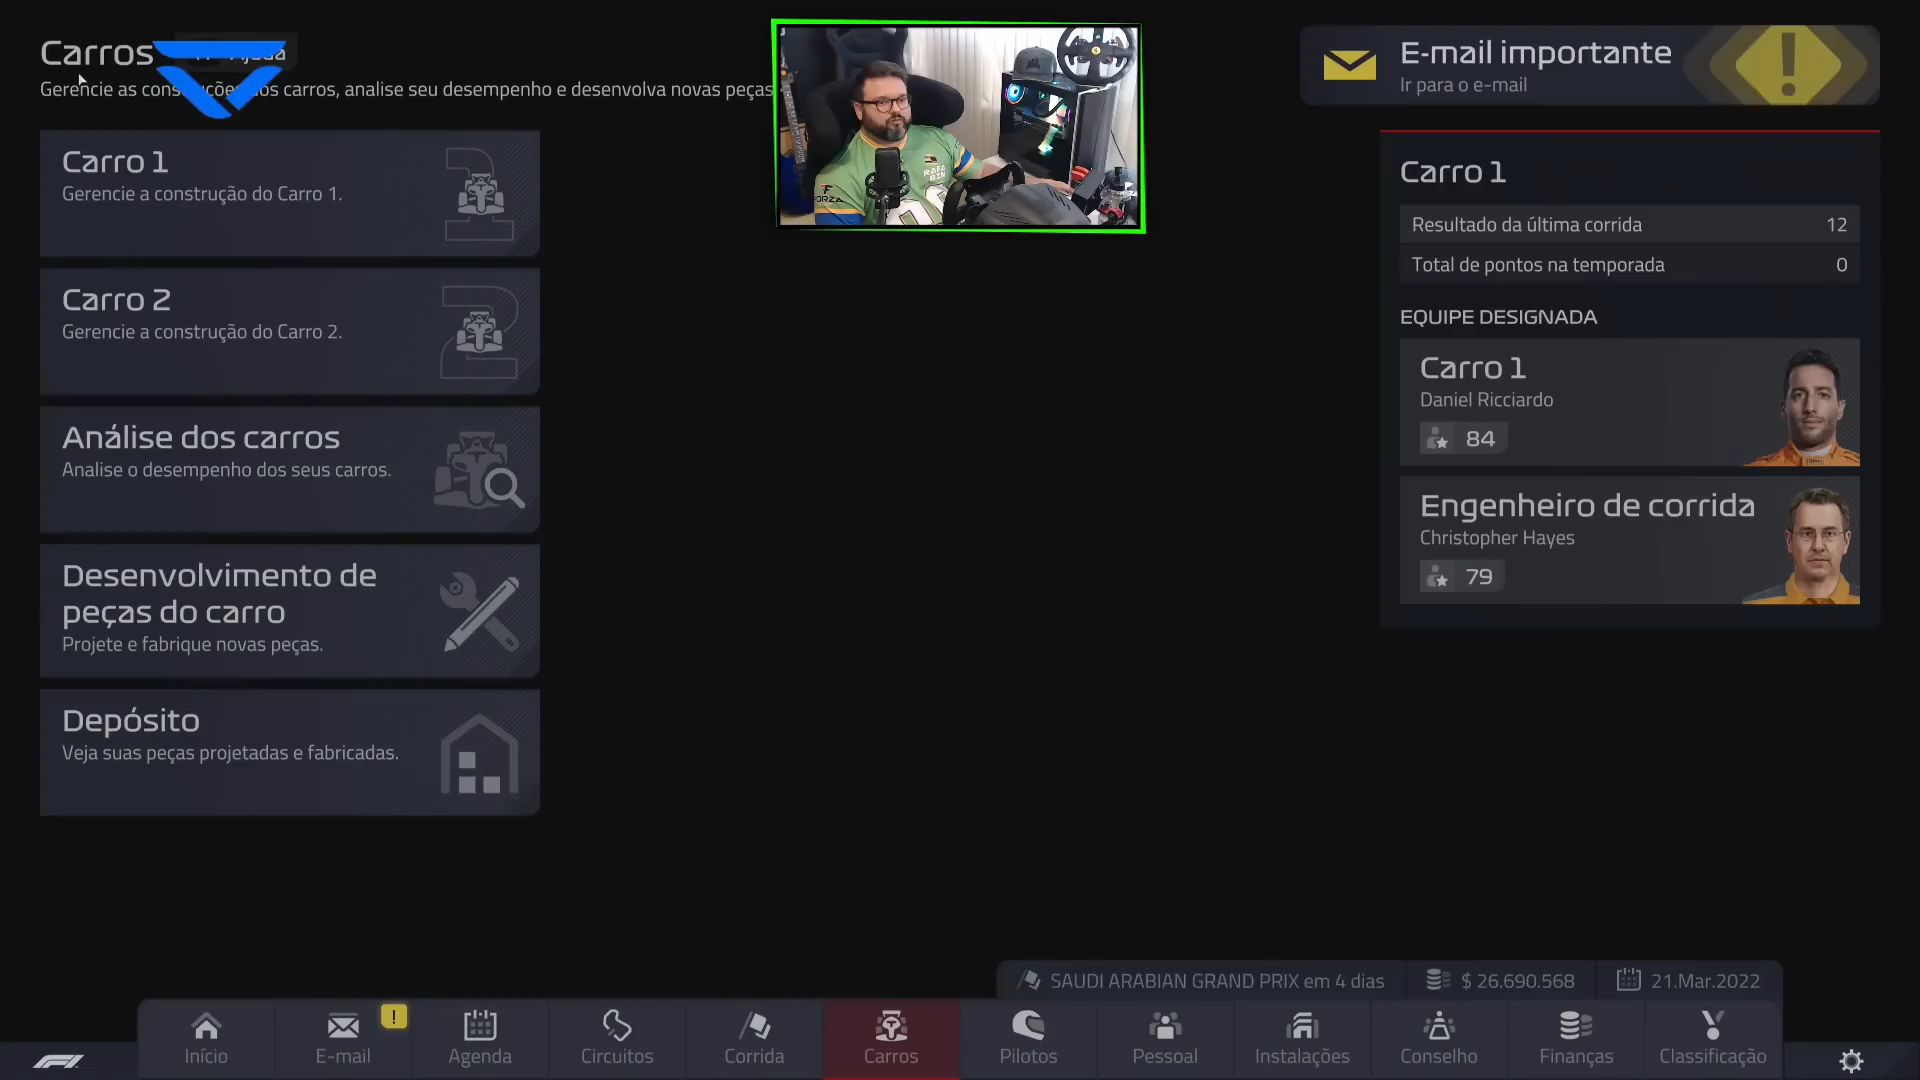 Carros
Gerencie as construções dos carros, analise seu desempenho e desenvolva novas peças
Carro 1
Gerencie a construção do Carro 1.
Carro 2
Gerencie a construção do Carro 2.
Análise dos carros
Analise o desempenho dos seus carros.
Desenvolvimento de
peças do carro
Projete e fabrique novas peças.
Depósito
Veja suas peças projetadas e fabricadas.
E-mail importante
Ir para o e-mail
Carro 1
Resultado da última corrida 12
Total de pontos na temporada 0
EQUIPE DESIGNADA
Carro 1
Daniel Ricciardo
84
Engenheiro de corrida
Christopher Hayes
79
SAUDI ARABIAN GRAND PRIX em 4 dias
$ 26.690.568
21.Mar.2022
Início
E-mail
!
Agenda
Circuitos
Corrida
Carros
Pilotos
Pessoal
Instalações
Conselho
Finanças
Classificação